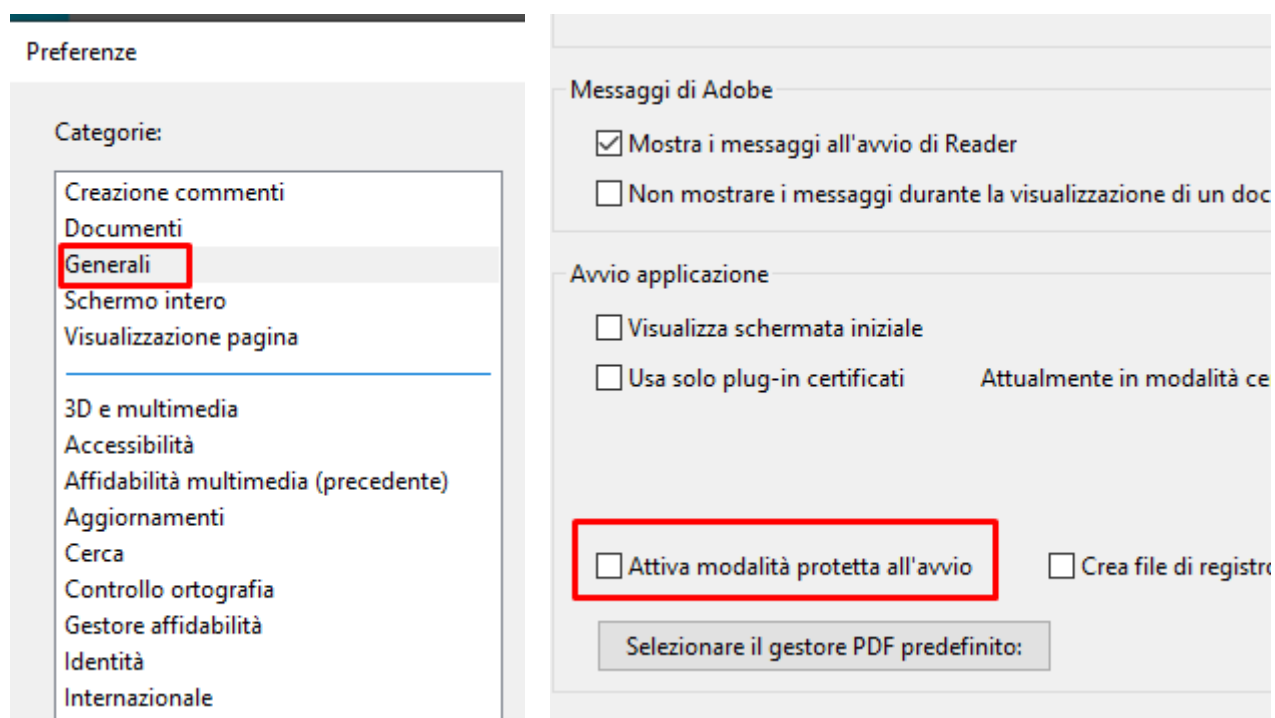 Preferenze
Categorie:
Creazione commenti
Documenti
Generali
Schermo intero
Visualizzazione pagina
3D e multimedia
Accessibilità
Affidabilità multimedia (precedente)
Aggiornamenti
Cerca
Controllo ortografia
Gestore affidabilità
Identità
Internazionale
Messaggi di Adobe
Mostra i messaggi all'avvio di Reader
Non mostrare i messaggi durante la visualizzazione di un doc
Avvio applicazione
Visualizza schermata iniziale
Usa solo plug-in certificati Attualmente in modalità ce
Attiva modalità protetta all'avvio Crea file di registro
Selezionare il gestore PDF predefinito: